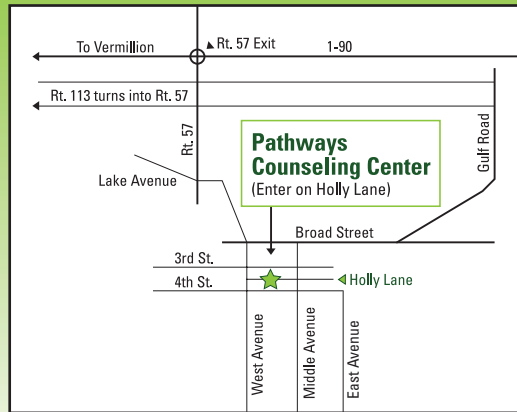 To Vermillion
Rt. 57 Exit
1-90
Rt. 113 turns into Rt. 57
Rt. 57
Gulf Road
Pathways
Counseling Center
(Enter on Holly Lane)
Lake Avenue
Broad Street
3rd St.
4th St.
Holly Lane
West Avenue
Middle Avenue
East Avenue